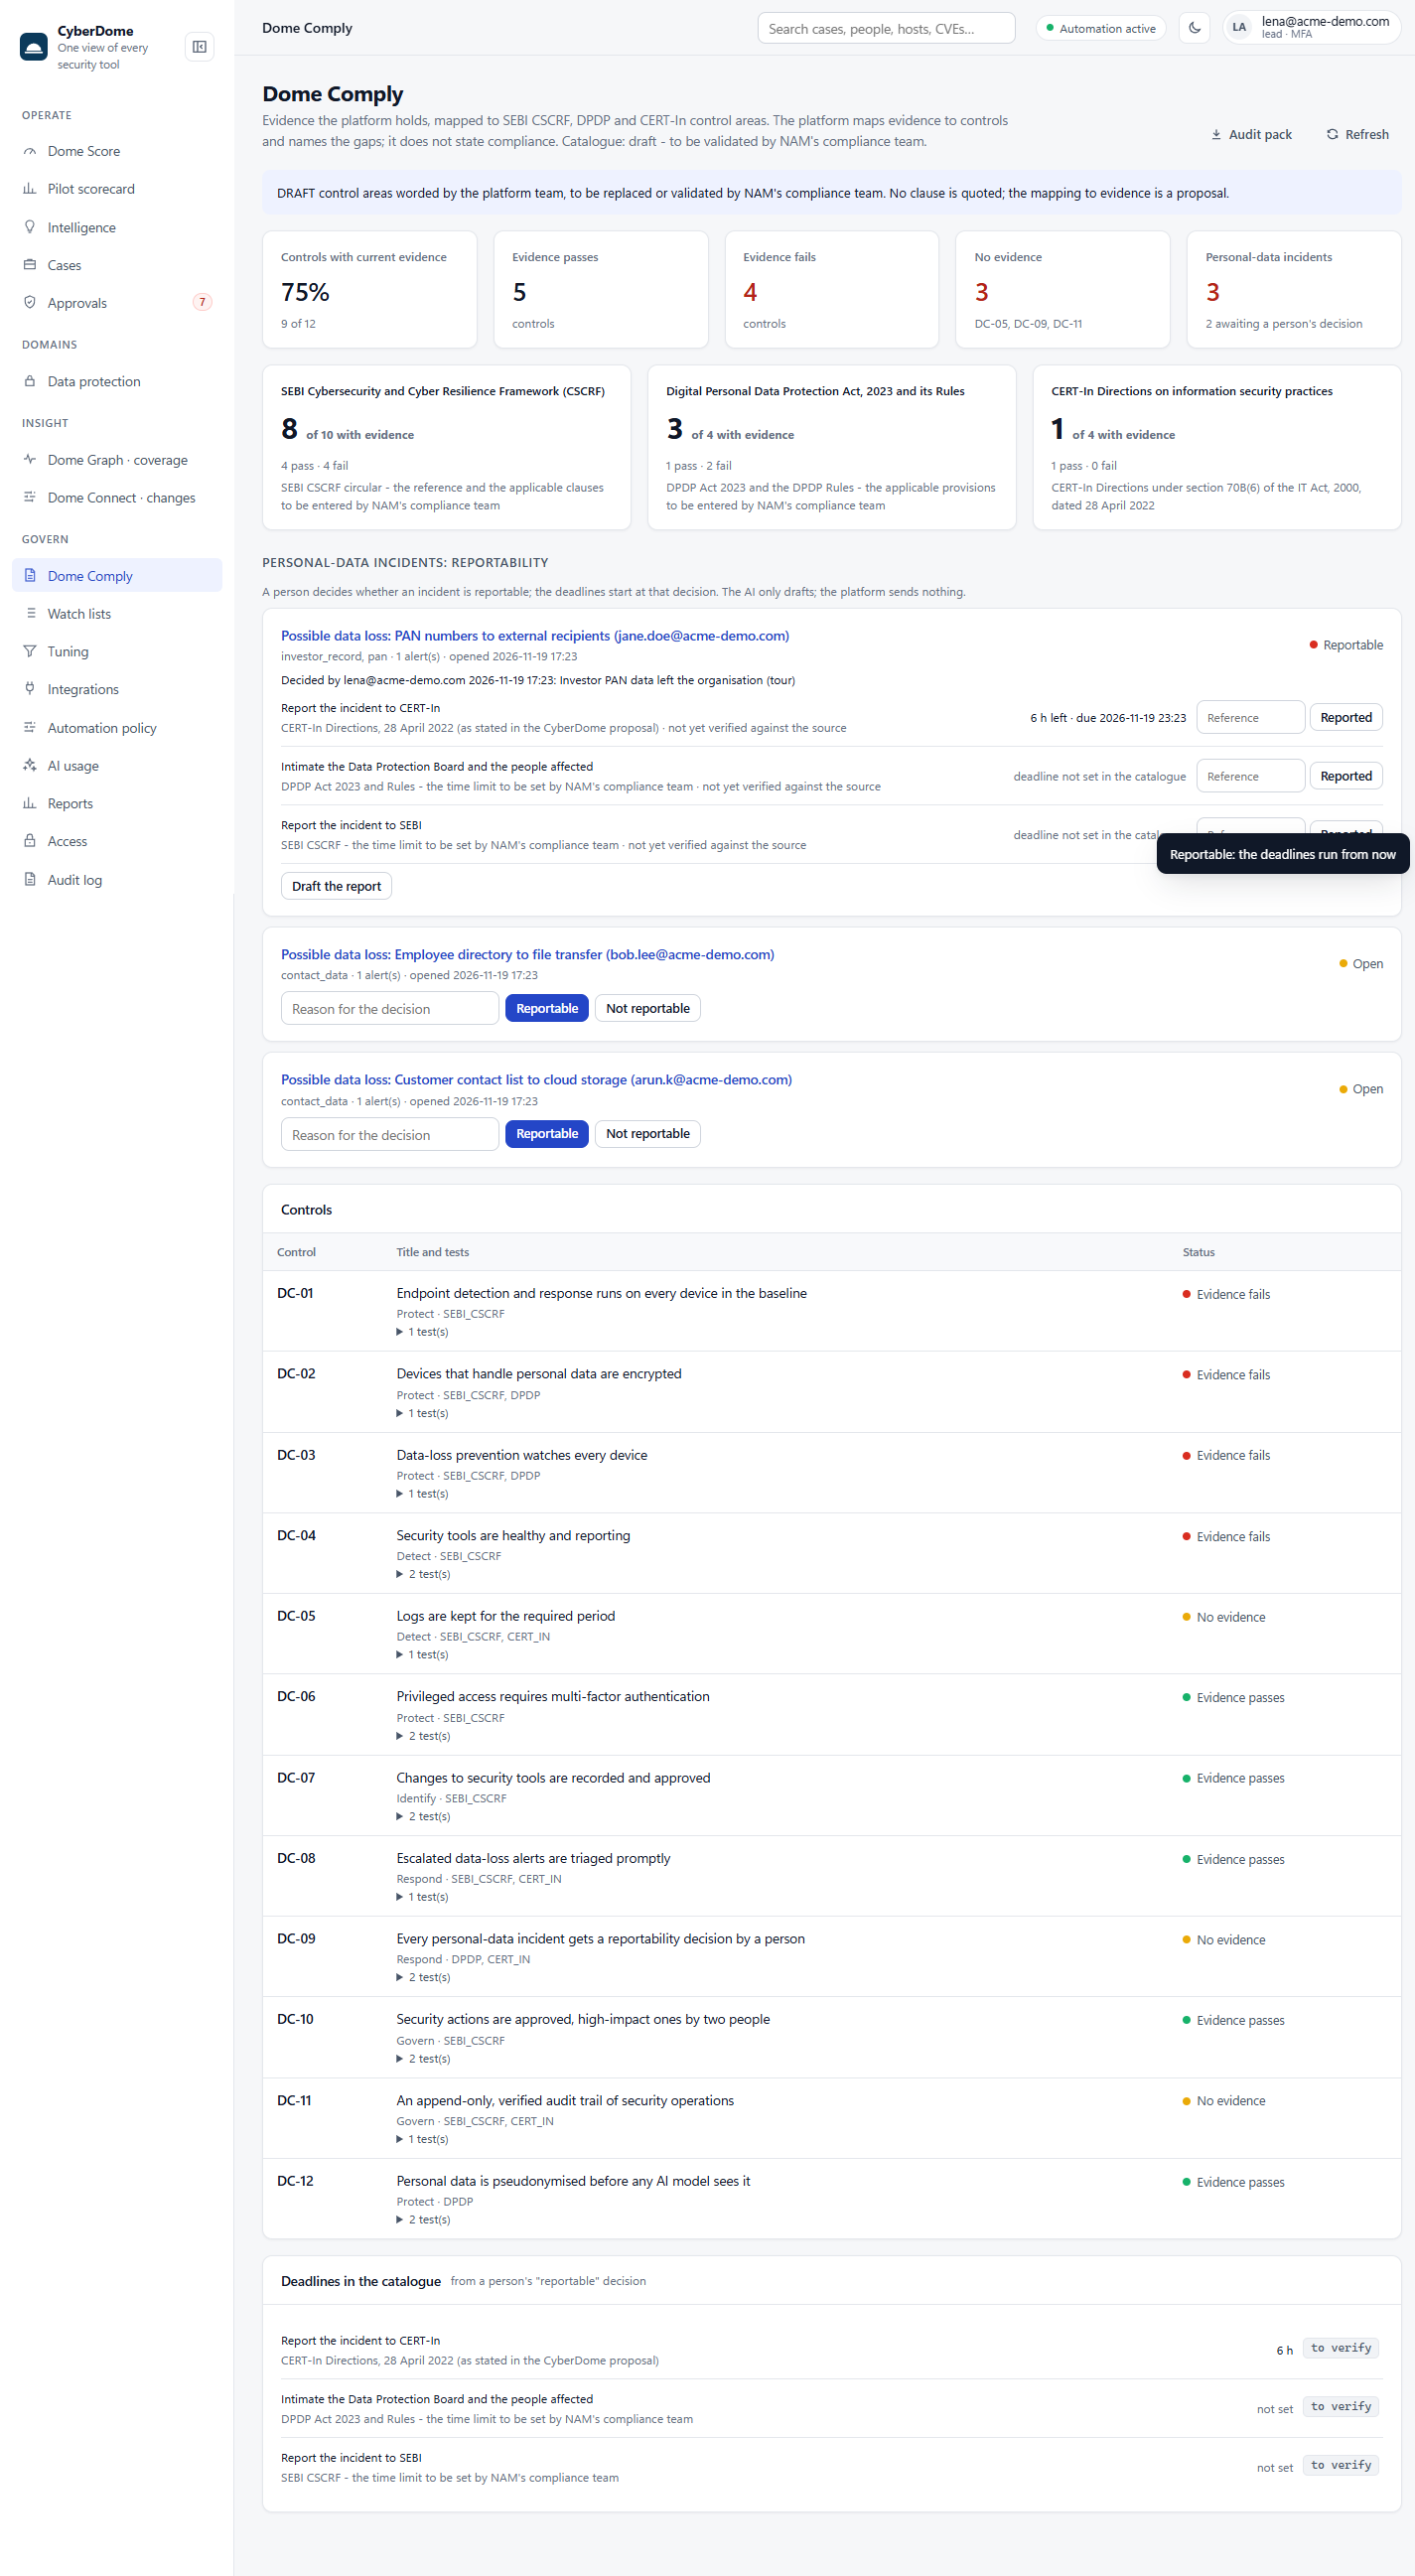 CyberDome
One view of every
security tool
OPERATE
Dome Score
Pilot scorecard
Intelligence
Cases
Approvals
7
DOMAINS
Data protection
INSIGHT
Dome Graph · coverage
Dome Connect · changes
GOVERN
Dome Comply
Watch lists
Tuning
Integrations
Automation policy
AI usage
Reports
Access
Audit log
Dome Comply
Search cases, people, hosts, CVEs...
Automation active
LA
lena@acme-demo.com
lead · MFA
Dome Comply
Evidence the platform holds, mapped to SEBI CSCRF, DPDP and CERT-In control areas. The platform maps evidence to controls
and names the gaps; it does not state compliance. Catalogue: draft - to be validated by NAM's compliance team.
Audit pack
Refresh
DRAFT control areas worded by the platform team, to be replaced or validated by NAM's compliance team. No clause is quoted; the mapping to evidence is a proposal.
Controls with current evidence
75%
9 of 12
Evidence passes
5
controls
Evidence fails
4
controls
No evidence
3
DC-05, DC-09, DC-11
Personal-data incidents
3
2 awaiting a person's decision
SEBI Cybersecurity and Cyber Resilience Framework (CSCRF)
8 of 10 with evidence
4 pass · 4 fail
SEBI CSCRF circular - the reference and the applicable clauses
to be entered by NAM's compliance team
Digital Personal Data Protection Act, 2023 and its Rules
3 of 4 with evidence
1 pass · 2 fail
DPDP Act 2023 and the DPDP Rules - the applicable provisions
to be entered by NAM's compliance team
CERT-In Directions on information security practices
1 of 4 with evidence
1 pass · 0 fail
CERT-In Directions under section 70B(6) of the IT Act, 2000,
dated 28 April 2022
PERSONAL-DATA INCIDENTS: REPORTABILITY
A person decides whether an incident is reportable; the deadlines start at that decision. The AI only drafts; the platform sends nothing.
Possible data loss: PAN numbers to external recipients (jane.doe@acme-demo.com)
Reportable
investor_record, pan · 1 alert(s) · opened 2026-11-19 17:23
Decided by lena@acme-demo.com 2026-11-19 17:23: Investor PAN data left the organisation (tour)
Report the incident to CERT-In
CERT-In Directions, 28 April 2022 (as stated in the CyberDome proposal) · not yet verified against the source
6 h left · due 2026-11-19 23:23
Reference
Reported
Intimate the Data Protection Board and the people affected
DPDP Act 2023 and Rules - the time limit to be set by NAM's compliance team · not yet verified against the source
deadline not set in the catalogue
Reference
Reported
Report the incident to SEBI
SEBI CSCRF - the time limit to be set by NAM's compliance team · not yet verified against the source
deadline not set in the
Reportable: the deadlines run from now
Draft the report
Possible data loss: Employee directory to file transfer (bob.lee@acme-demo.com)
Open
contact_data · 1 alert(s) · opened 2026-11-19 17:23
Reason for the decision
Reportable
Not reportable
Possible data loss: Customer contact list to cloud storage (arun.k@acme-demo.com)
Open
contact_data · 1 alert(s) · opened 2026-11-19 17:23
Reason for the decision
Reportable
Not reportable
Controls
Control
Title and tests
Status
DC-01
Endpoint detection and response runs on every device in the baseline
Protect · SEBI_CSCRF
1 test(s)
Evidence fails
DC-02
Devices that handle personal data are encrypted
Protect · SEBI_CSCRF, DPDP
1 test(s)
Evidence fails
DC-03
Data-loss prevention watches every device
Protect · SEBI_CSCRF, DPDP
1 test(s)
Evidence fails
DC-04
Security tools are healthy and reporting
Detect · SEBI_CSCRF
2 test(s)
Evidence fails
DC-05
Logs are kept for the required period
Detect · SEBI_CSCRF, CERT_IN
1 test(s)
No evidence
DC-06
Privileged access requires multi-factor authentication
Protect · SEBI_CSCRF
2 test(s)
Evidence passes
DC-07
Changes to security tools are recorded and approved
Identify · SEBI_CSCRF
2 test(s)
Evidence passes
DC-08
Escalated data-loss alerts are triaged promptly
Respond · SEBI_CSCRF, CERT_IN
1 test(s)
Evidence passes
DC-09
Every personal-data incident gets a reportability decision by a person
Respond · DPDP, CERT_IN
2 test(s)
No evidence
DC-10
Security actions are approved, high-impact ones by two people
Govern · SEBI_CSCRF
2 test(s)
Evidence passes
DC-11
An append-only, verified audit trail of security operations
Govern · SEBI_CSCRF, CERT_IN
1 test(s)
No evidence
DC-12
Personal data is pseudonymised before any AI model sees it
Protect · DPDP
2 test(s)
Evidence passes
Deadlines in the catalogue from a person's "reportable" decision
Report the incident to CERT-In
CERT-In Directions, 28 April 2022 (as stated in the CyberDome proposal)
6 h
to verify
Intimate the Data Protection Board and the people affected
DPDP Act 2023 and Rules - the time limit to be set by NAM's compliance team
not set
to verify
Report the incident to SEBI
SEBI CSCRF - the time limit to be set by NAM's compliance team
not set
to verify